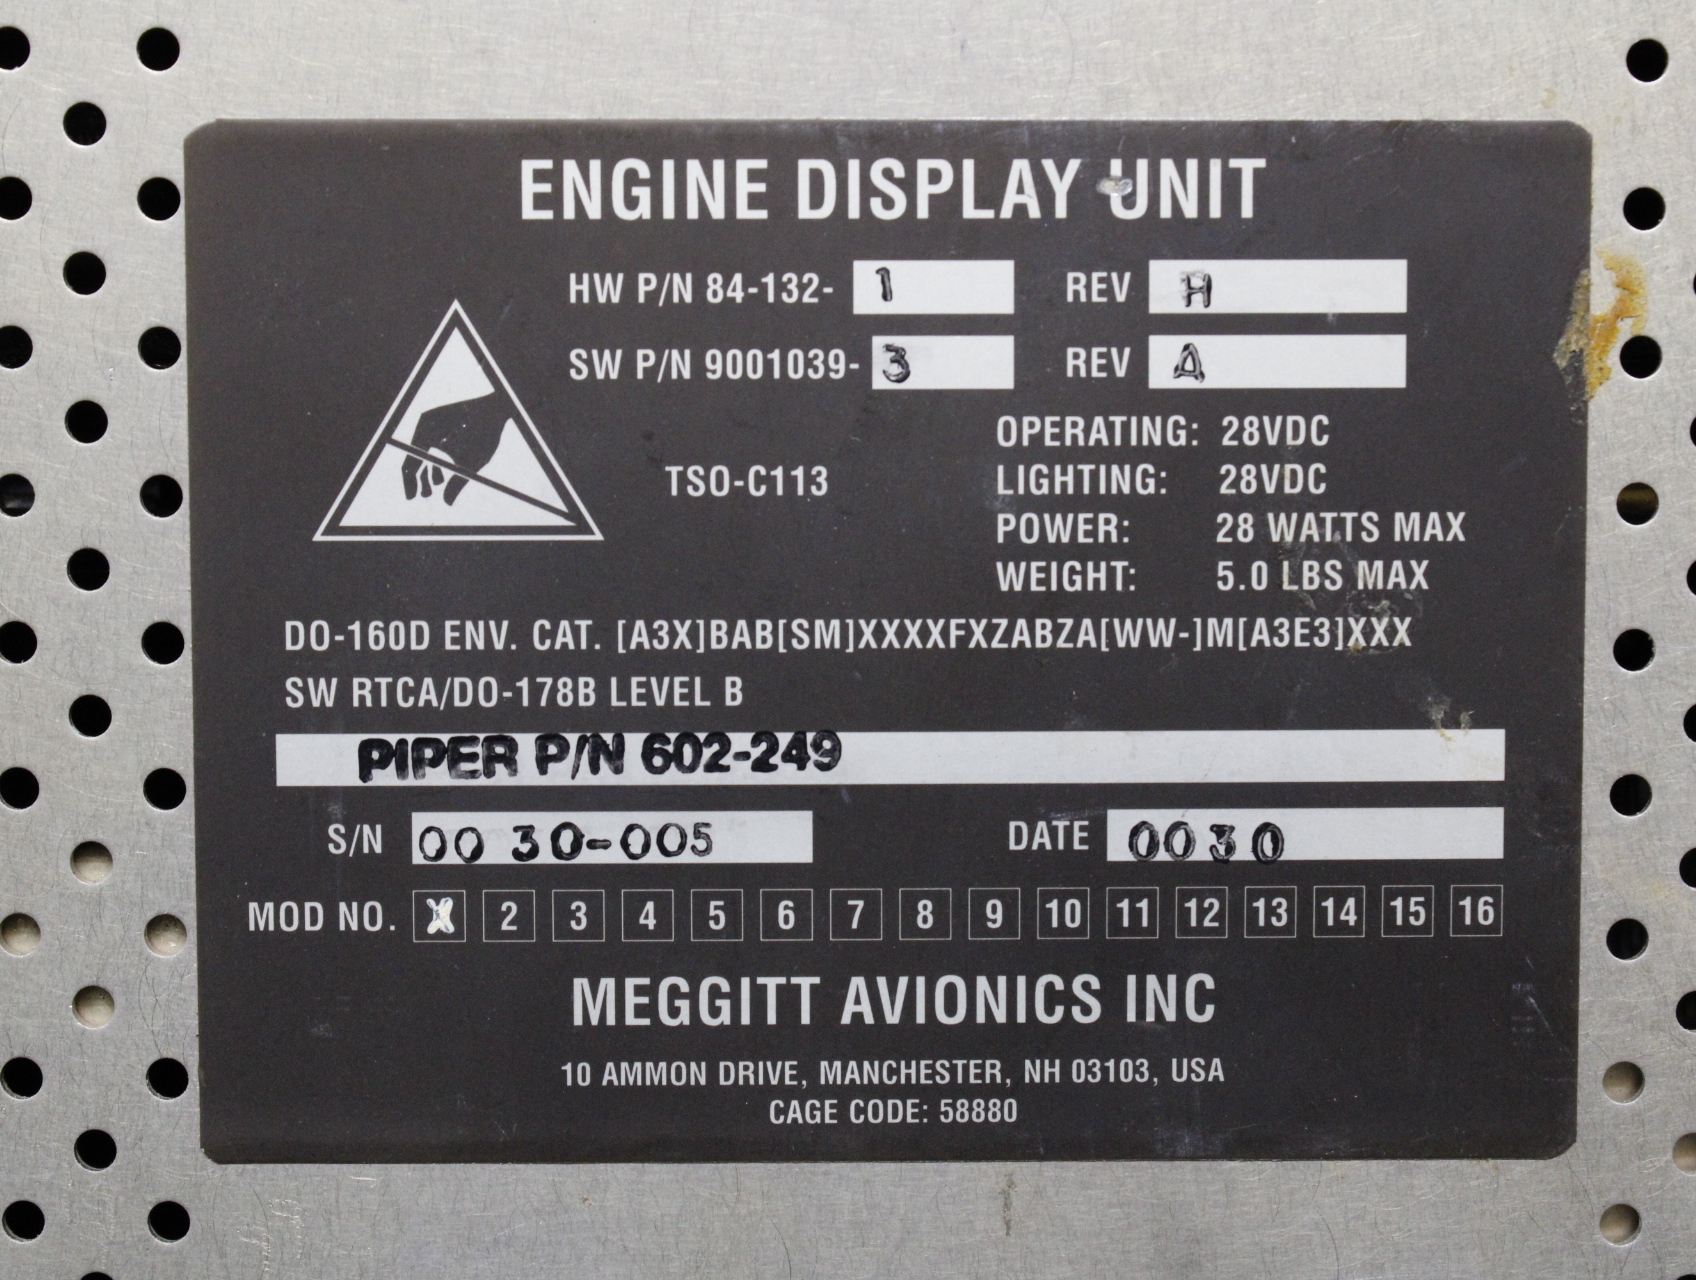 ENGINE DISPLAY UNIT
HW P/N 84-132- 1 REV H
SW P/N 9001039- 3 REV A
TSO-C113
OPERATING: 28VDC
LIGHTING: 28VDC
POWER: 28 WATTS MAX
WEIGHT: 5.0 LBS MAX
DO-160D ENV. CAT. [A3X]BAB[SM]XXXXFXZABZA[WW-]M[A3E3]XXX
SW RTCA/DO-178B LEVEL B
PIPER P/N 602-249
S/N 0030-005 DATE 0030
MOD NO. X 2 3 4 5 6 7 8 9 10 11 12 13 14 15 16
MEGGITT AVIONICS INC
10 AMMON DRIVE, MANCHESTER, NH 03103, USA
CAGE CODE: 58880